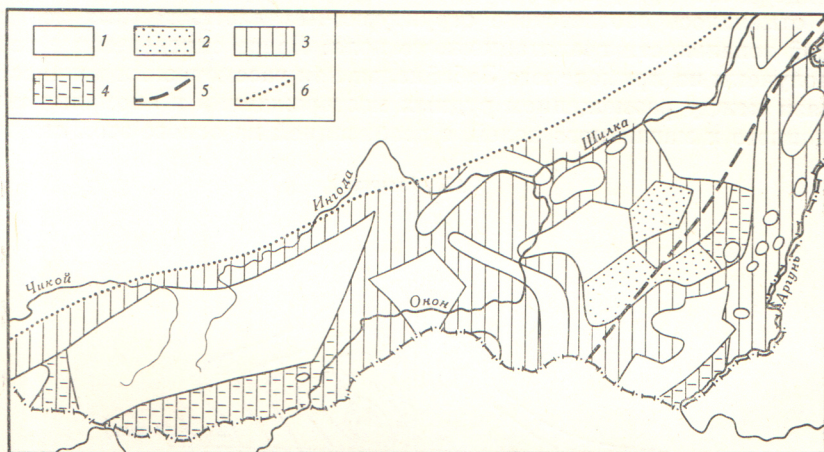 1 2 3
4 5 6
Шилка
Ингода
Чикой
Онон
Аргунь